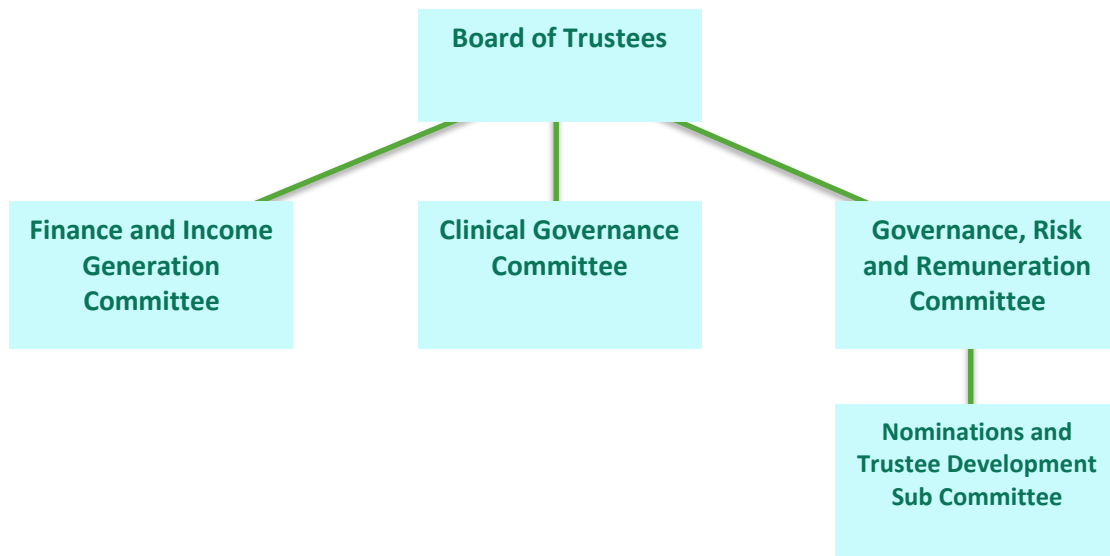 Board of Trustees
Finance and Income
Generation
Committee
Clinical Governance
Committee
Governance, Risk
and Remuneration
Committee
Nominations and
Trustee Development
Sub Committee